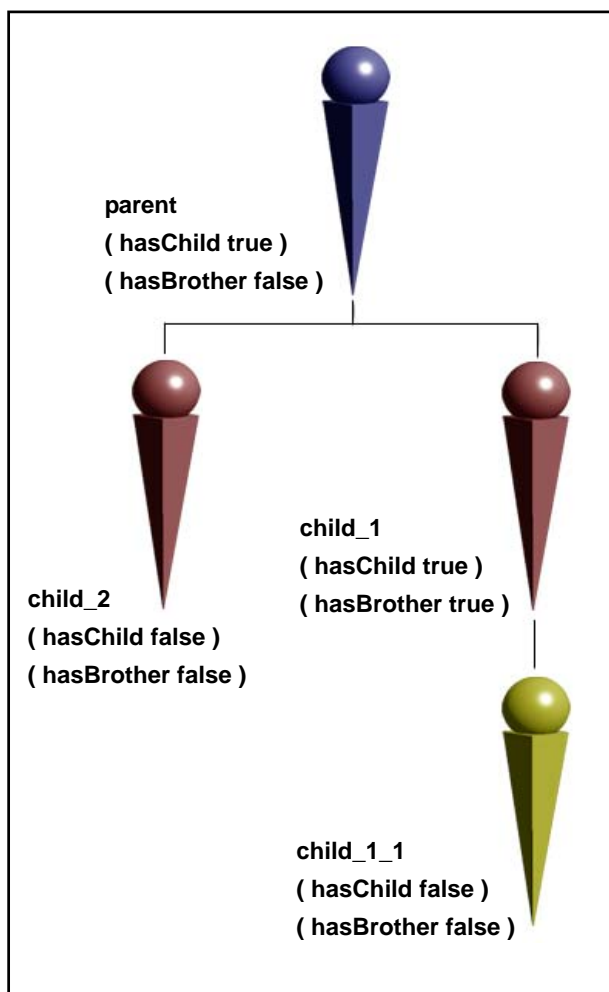 parent
( hasChild true )
( hasBrother false )
child_1
( hasChild true )
( hasBrother true )
child_2
( hasChild false )
( hasBrother false )
child_1_1
( hasChild false )
( hasBrother false )